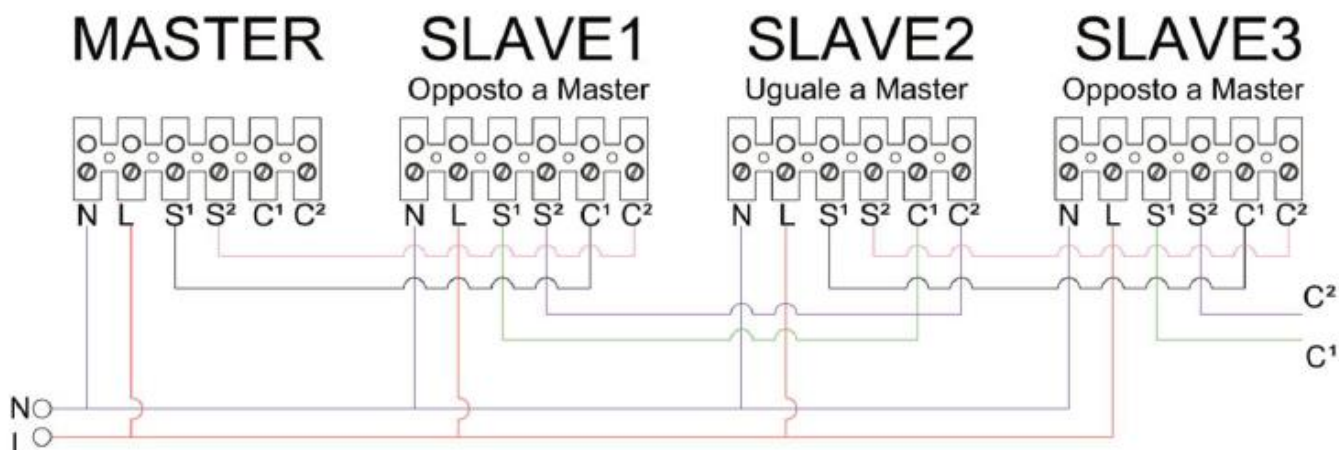 MASTER SLAVE1 SLAVE2 SLAVE3
Opposto a Master Uguale a Master Opposto a Master
N L S¹ S² C¹ C² N L S¹ S² C¹ C² N L S¹ S² C¹ C² N L S¹ S² C¹ C²
C²
C¹
N
L